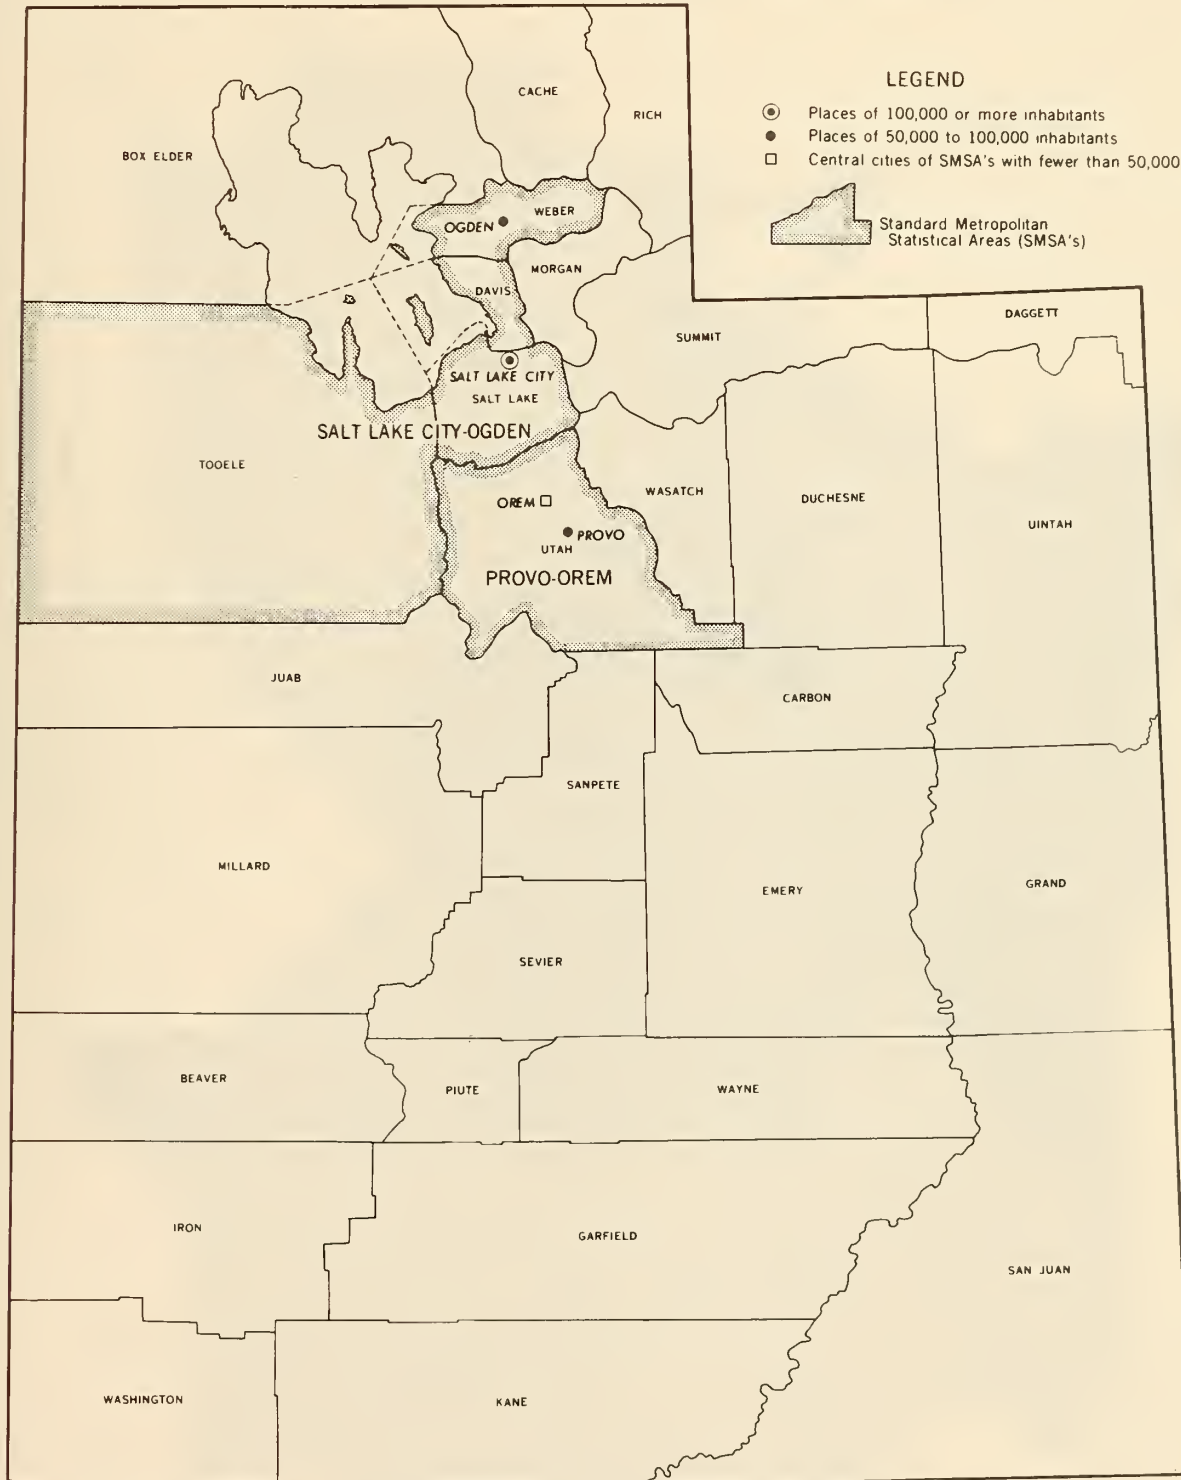 LEGEND
Places of 100,000 or more inhabitants
Places of 50,000 to 100,000 inhabitants
Central cities of SMSA's with fewer than 50,000
Standard Metropolitan
Statistical Areas (SMSA's)
CACHE
RICH
BOX ELDER
WEBER
OGDEN
MORGAN
DAVIS
DAGGETT
SUMMIT
SALT LAKE CITY
SALT LAKE
SALT LAKE CITY-OGDEN
TOOELE
WASATCH
DUCHESNE
UINTAH
OREM
PROVO
UTAH
PROVO-OREM
JUAB
CARBON
SANPETE
MILLARD
EMERY
GRAND
SEVIER
BEAVER
PIUTE
WAYNE
IRON
GARFIELD
SAN JUAN
WASHINGTON
KANE